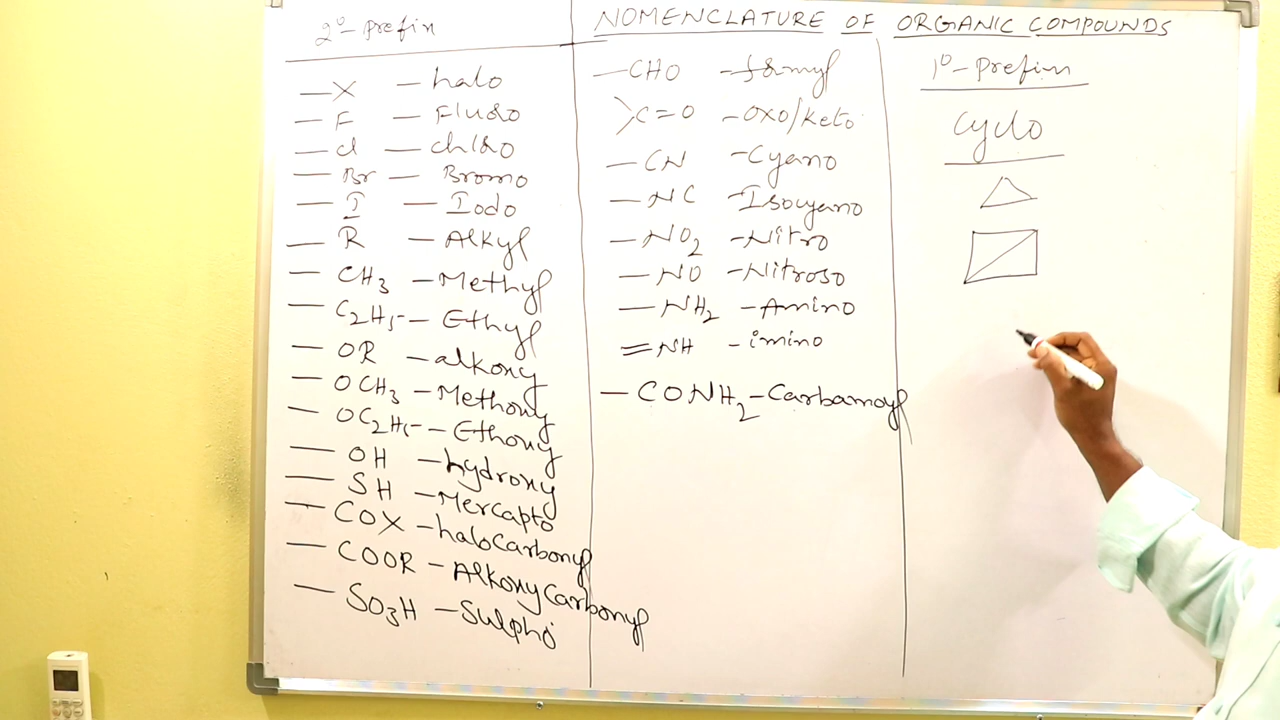 NOMENCLATURE OF ORGANIC COMPOUNDS
2° - Prefix
— X — halo
— F — Fluoro
— Cl — chloro
— Br — Bromo
— I — Iodo
— R — Alkyl
— CH3 — Methyl
— C2H5 — Ethyl
— OR — alkoxy
— OCH3 — Methoxy
— OC2H5 — Ethoxy
— OH — hydroxy
— SH — Mercapto
— COX — haloCarbonyl
— COOR — AlkoxyCarbonyl
— SO3H — Sulpho
— CHO — formyl
>C=O — OXO/Keto
— CN — Cyano
— NC — Isocyano
— NO2 — Nitro
— NO — Nitroso
— NH2 — Amino
= NH — imino
— CONH2 — Carbamoyl
1° - Prefix
Cyclo